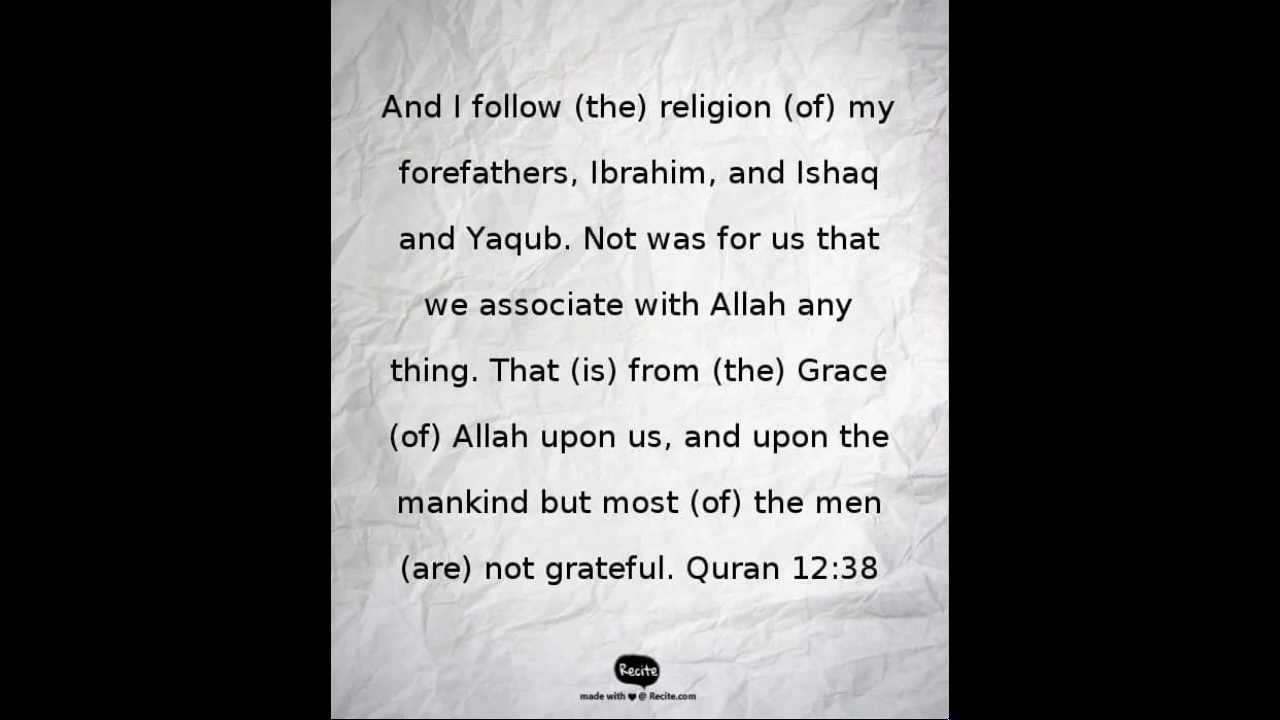 And I follow (the) religion (of) my
forefathers, Ibrahim, and Ishaq
and Yaqub. Not was for us that
we associate with Allah any
thing. That (is) from (the) Grace
(of) Allah upon us, and upon the
mankind but most (of) the men
(are) not grateful. Quran 12:38
Recite
made with ♥ @ Recite.com